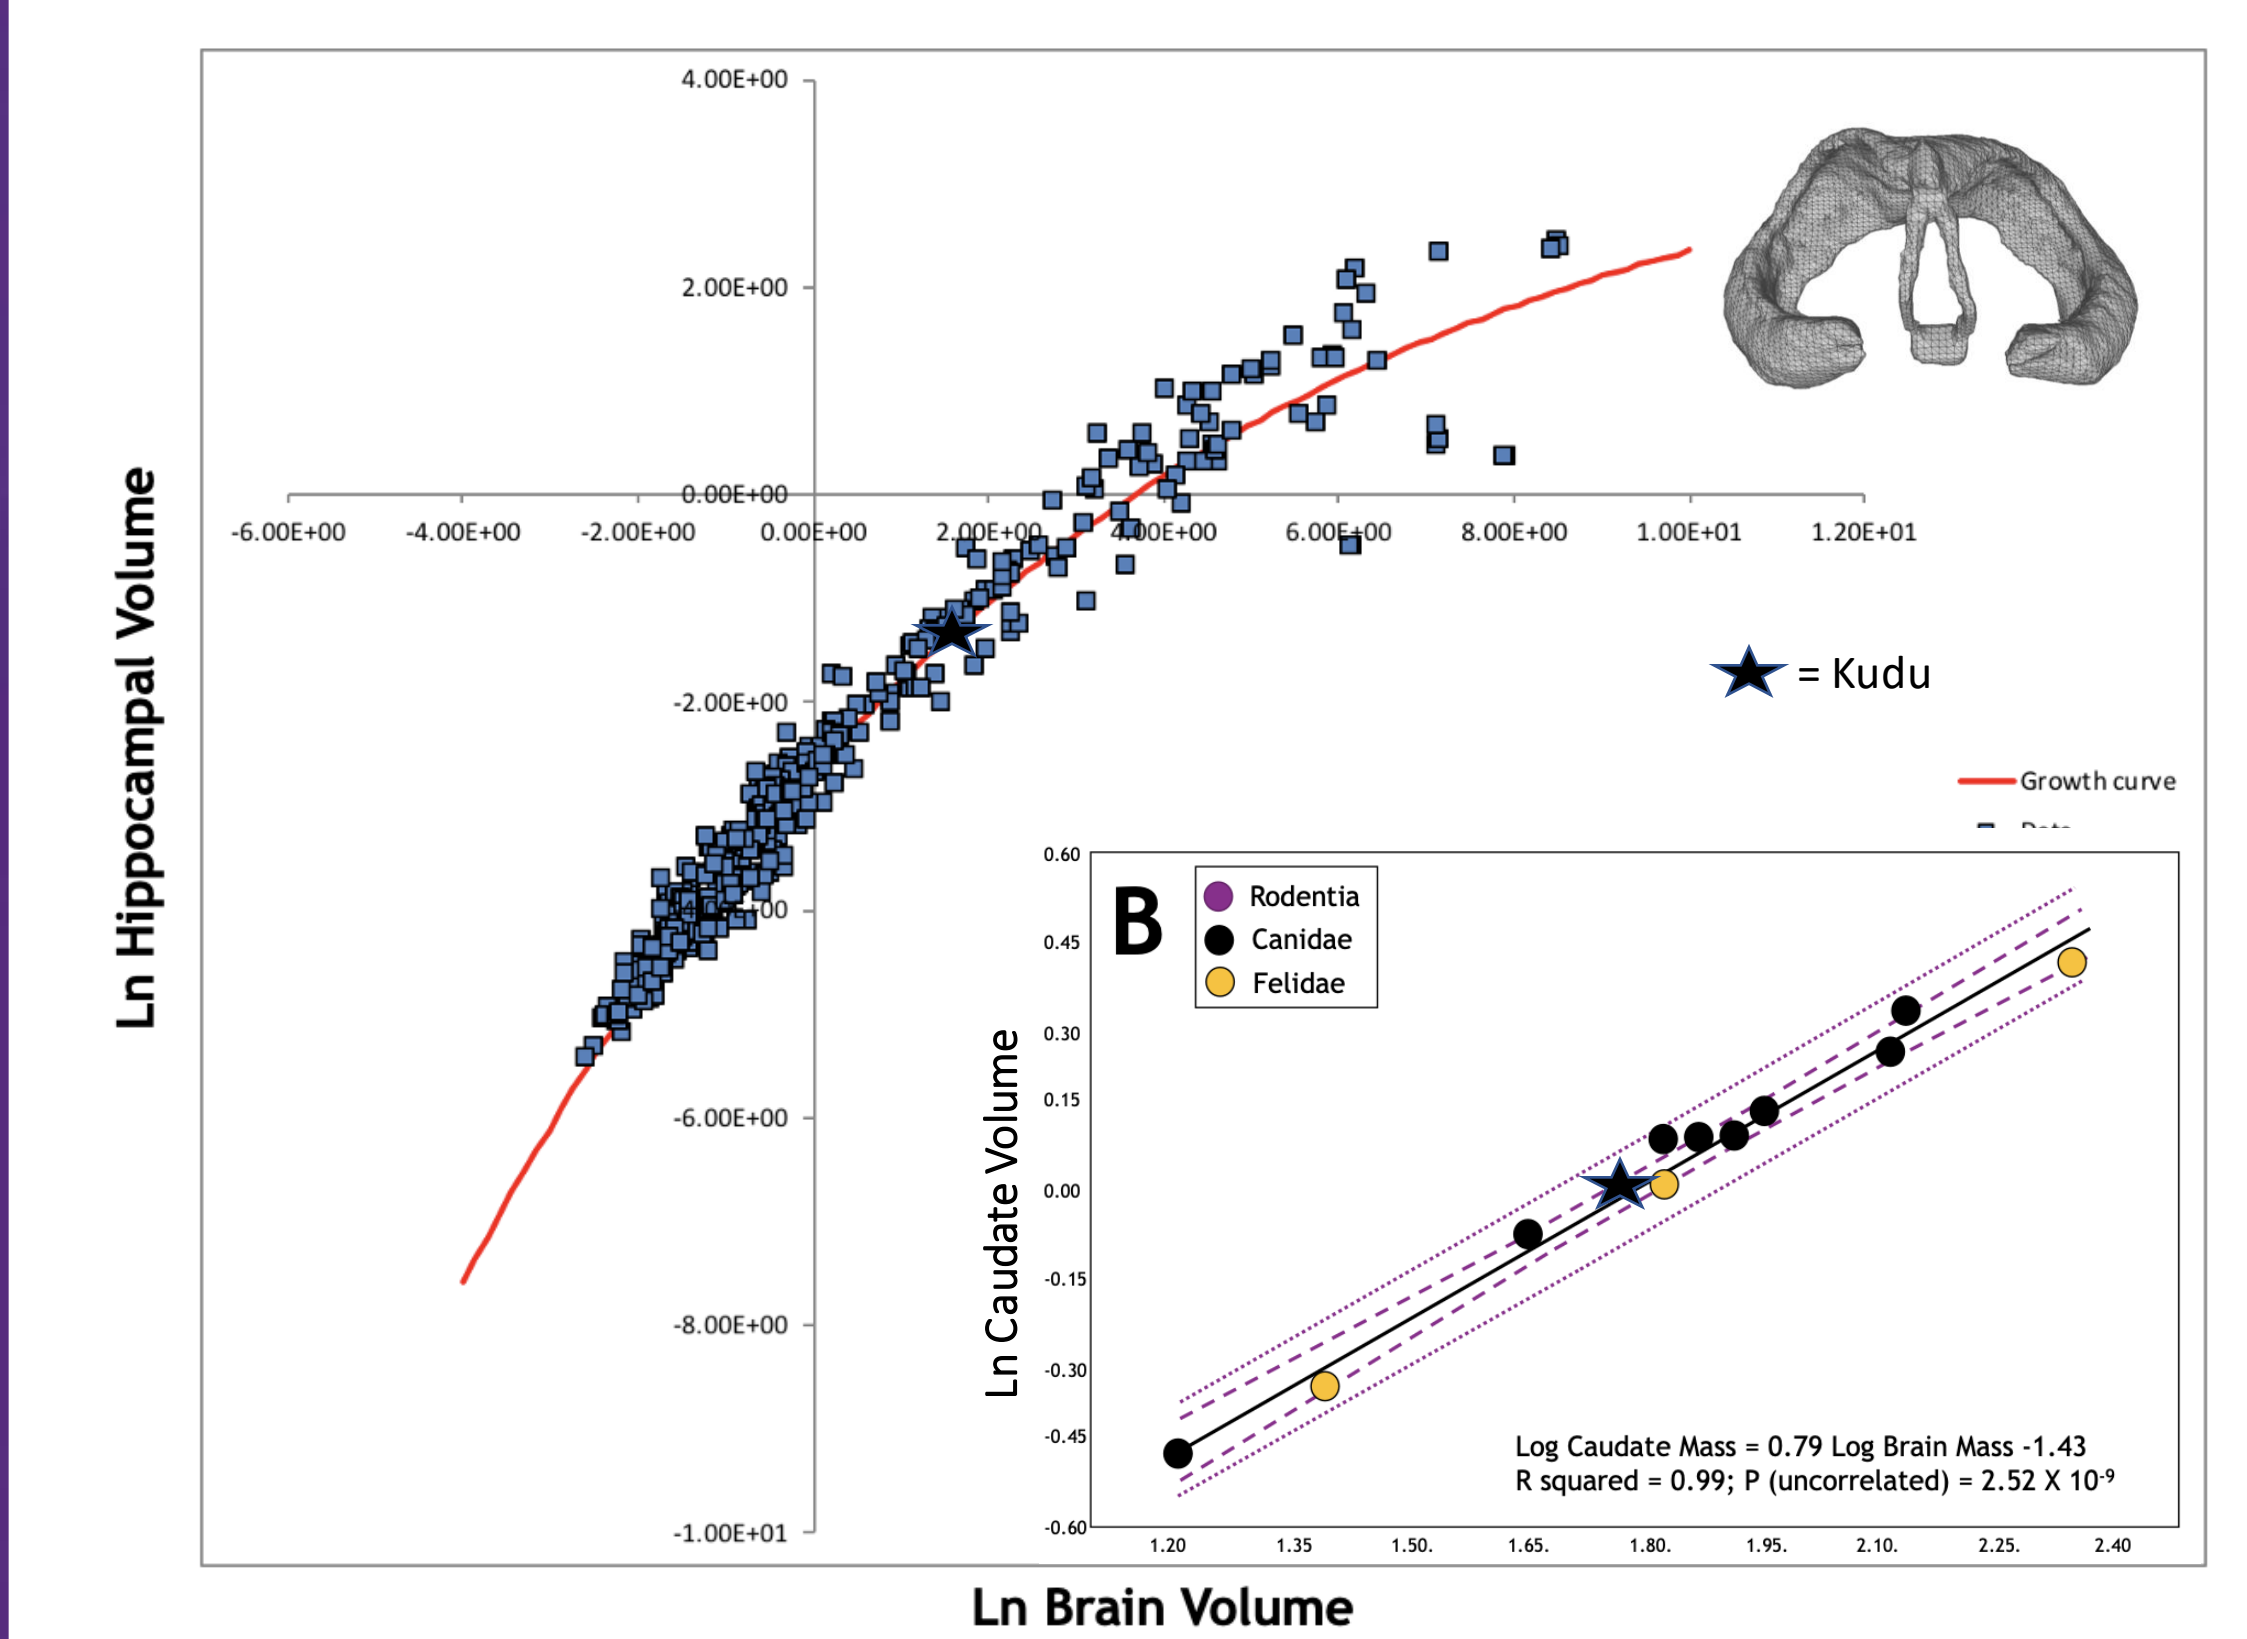 4.00E+00
2.00E+00
0.00E+00
-6.00E+00
-4.00E+00
-2.00E+00
0.00E+00
2.00E+00
4.00E+00
6.00E+00
8.00E+00
1.00E+01
1.20E+01
-2.00E+00
-6.00E+00
-8.00E+00
-1.00E+01
Ln Hippocampal Volume
= Kudu
Growth curve
B
Rodentia
Canidae
Felidae
0.60
0.45
0.30
0.15
0.00
-0.15
-0.30
-0.45
-0.60
Ln Caudate Volume
Log Caudate Mass = 0.79 Log Brain Mass -1.43
R squared = 0.99; P (uncorrelated) = 2.52 X 10-9
1.20
1.35
1.50.
1.65.
1.80.
1.95.
2.10.
2.25.
2.40
Ln Brain Volume